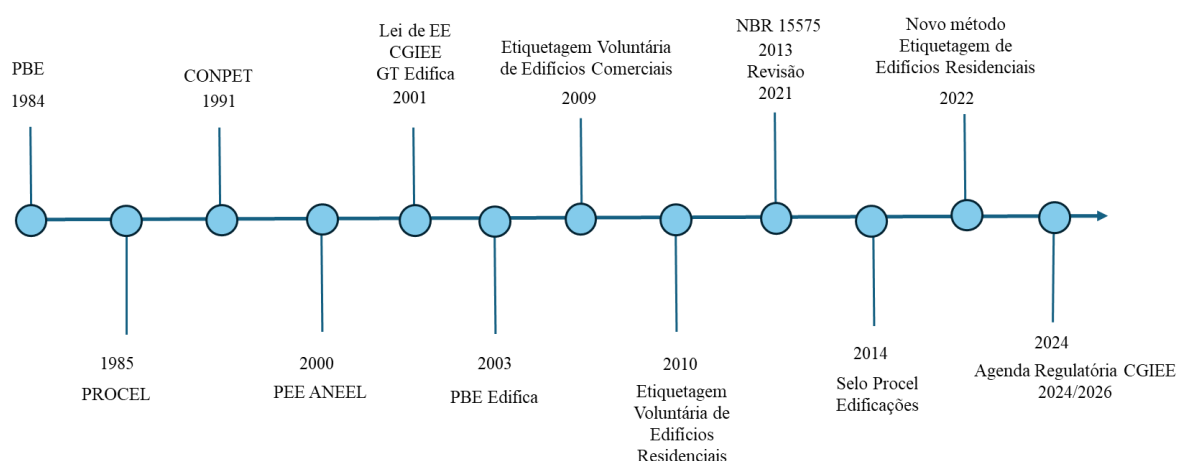 PBE
1984
CONPET
1991
Lei de EE
CGIEE
GT Edifica
2001
Etiquetagem Voluntária
de Edifícios Comerciais
2009
NBR 15575
2013
Revisão
2021
Novo método
Etiquetagem de
Edifícios Residenciais
2022
1985
PROCEL
2000
PEE ANEEL
2003
PBE Edifica
2010
Etiquetagem
Voluntária de
Edifícios
Residenciais
2014
Selo Procel
Edificações
2024
Agenda Regulatória CGIEE
2024/2026